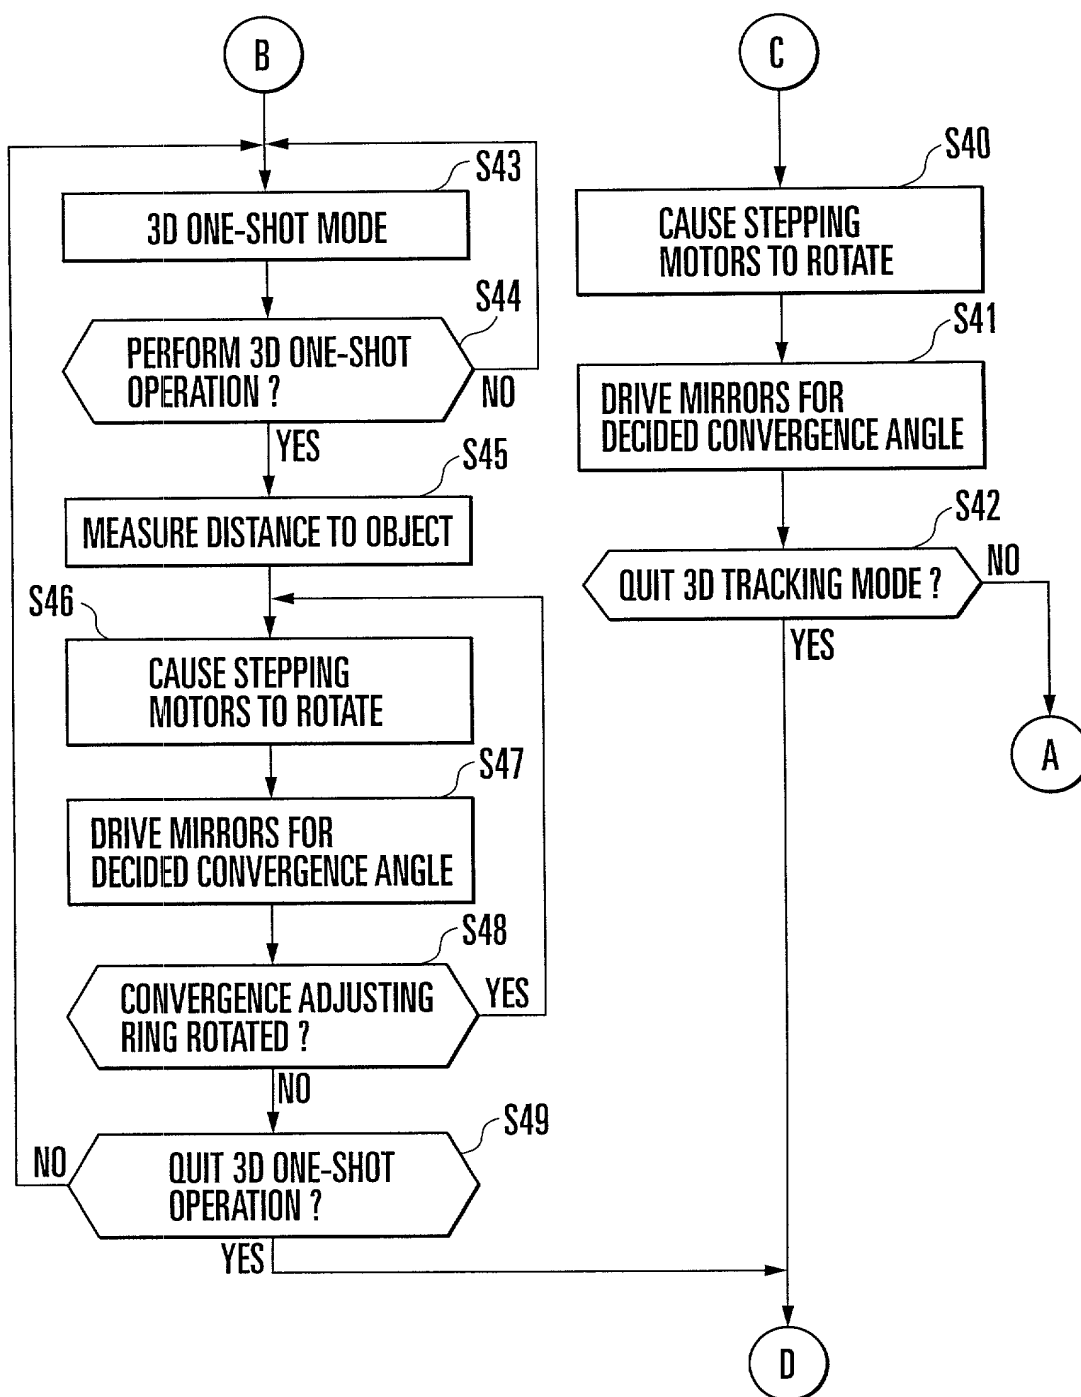 B
S43
3D ONE-SHOT MODE
S44
PERFORM 3D ONE-SHOT
OPERATION ?
NO
YES
S45
MEASURE DISTANCE TO OBJECT
S46
CAUSE STEPPING
MOTORS TO ROTATE
S47
DRIVE MIRRORS FOR
DECIDED CONVERGENCE ANGLE
S48
CONVERGENCE ADJUSTING
RING ROTATED ?
YES
NO
S49
QUIT 3D ONE-SHOT
OPERATION ?
NO
YES
C
S40
CAUSE STEPPING
MOTORS TO ROTATE
S41
DRIVE MIRRORS FOR
DECIDED CONVERGENCE ANGLE
S42
QUIT 3D TRACKING MODE ?
NO
YES
A
D